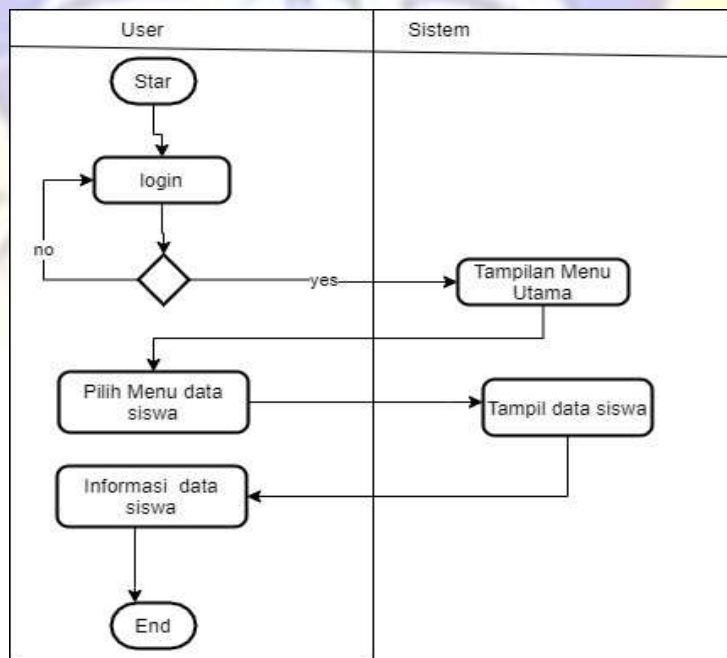 User
Sistem
Star
login
no
yes
Tampilan Menu
Utama
Pilih Menu data
siswa
Tampil data siswa
Informasi data
siswa
End